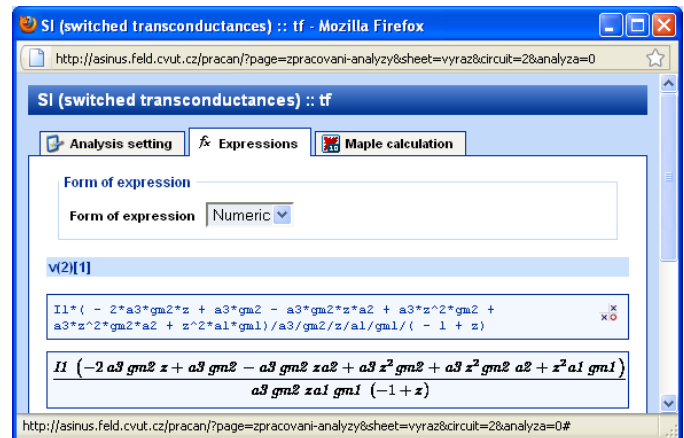 SI (switched transconductances) :: tf - Mozilla Firefox
http://asinus.feld.cvut.cz/pracan/?page=zpracovani-analyzy&sheet=vyraz&circuit=2&analyza=0
SI (switched transconductances) :: tf
Analysis setting fx Expressions Maple calculation
Form of expression
Form of expression Numeric
v(2)[1]
I1*( - 2*a3*gm2*z + a3*gm2 - a3*gm2*z*a2 + a3*z^2*gm2 +
a3*z^2*gm2*a2 + z^2*a1*gm1)/a3/gm2/z/a1/gm1/( - 1 + z)
I1 (-2 a3 gm2 z + a3 gm2 - a3 gm2 za2 + a3 z² gm2 + a3 z² gm2 a2 + z² a1 gm1)
a3 gm2 za1 gm1 (-1 + z)
http://asinus.feld.cvut.cz/pracan/?page=zpracovani-analyzy&sheet=vyraz&circuit=2&analyza=0#